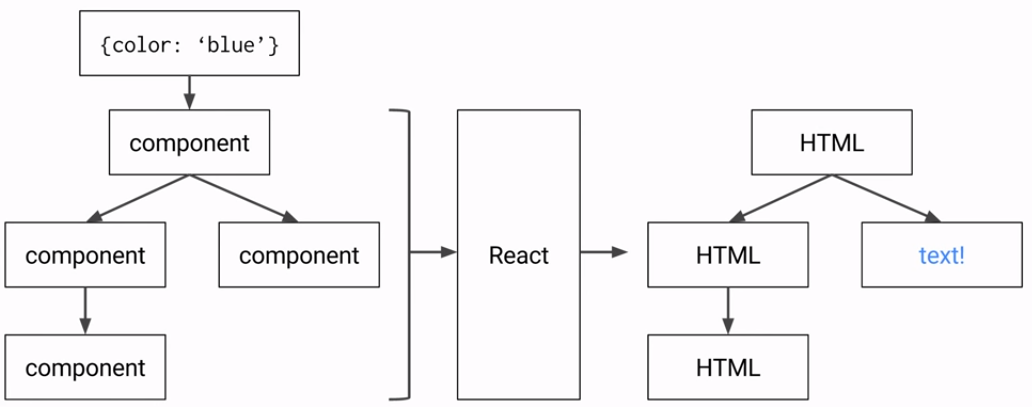 {color: ‘blue’}
component
component
component
component
React
HTML
HTML
text!
HTML